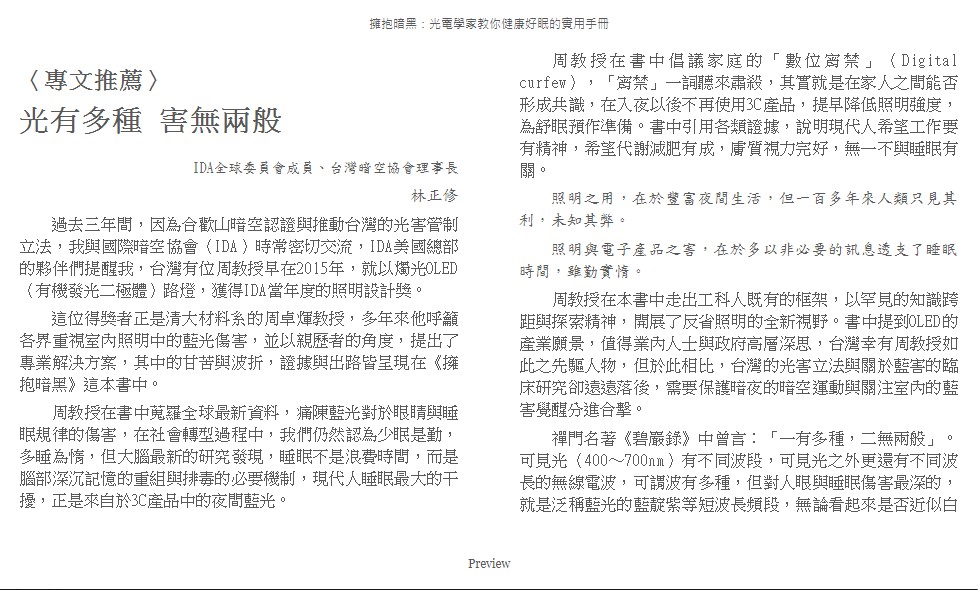 擁抱暗黑：光電學家教你健康好眠的實用手冊
〈專文推薦〉
光有多種 害無兩般
IDA全球委員會成員、台灣暗空協會理事長
林正修
過去三年間，因為合歡山暗空認證與推動台灣的光害管制
立法，我與國際暗空協會（IDA）時常密切交流，IDA美國總部
的夥伴們提醒我，台灣有位周教授早在2015年，就以燭光OLED
（有機發光二極體）路燈，獲得IDA當年度的照明設計獎。
這位得獎者正是清大材料系的周卓煇教授，多年來他呼籲
各界重視室內照明中的藍光傷害，並以親歷者的角度，提出了
專業解決方案，其中的甘苦與波折，證據與出路皆呈現在《擁
抱暗黑》這本書中。
周教授在書中蒐羅全球最新資料，痛陳藍光對於眼睛與睡
眠規律的傷害，在社會轉型過程中，我們仍然認為少眠是勤，
多睡為惰，但大腦最新的研究發現，睡眠不是浪費時間，而是
腦部深沉記憶的重組與排毒的必要機制，現代人睡眠最大的干
擾，正是來自於3C產品中的夜間藍光。
周教授在書中倡議家庭的「數位宵禁」（Digital
curfew），「宵禁」一詞聽來肅殺，其實就是在家人之間能否
形成共識，在入夜以後不再使用3C產品，提早降低照明強度，
為舒眠預作準備。書中引用各類證據，說明現代人希望工作要
有精神，希望代謝減肥有成，膚質視力完好，無一不與睡眠有
關。
照明之用，在於豐富夜間生活，但一百多年來人類只見其
利，未知其弊。
照明與電子產品之害，在於多以非必要的訊息透支了睡眠
時間，雖勤實惰。
周教授在本書中走出工科人既有的框架，以罕見的知識跨
距與探索精神，開展了反省照明的全新視野。書中提到OLED的
產業願景，值得業內人士與政府高層深思，台灣幸有周教授如
此之先驅人物，但於此相比，台灣的光害立法與關於藍害的臨
床研究卻遠遠落後，需要保護暗夜的暗空運動與關注室內的藍
害覺醒分進合擊。
禪門名著《碧巖錄》中曾言：「一有多種，二無兩般」。
可見光（400～700nm）有不同波段，可見光之外更還有不同波
長的無線電波，可謂波有多種，但對人眼與睡眠傷害最深的，
就是泛稱藍光的藍靛紫等短波長頻段，無論看起來是否近似白
Preview